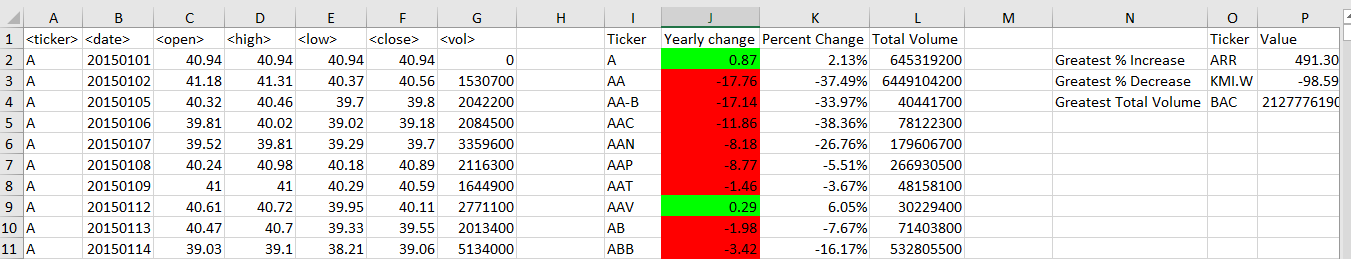 A B C D E F G H I J K L M N O P
1 <ticker> <date> <open> <high> <low> <close> <vol> Ticker Yearly change Percent Change Total Volume Ticker Value
2 A 20150101 40.94 40.94 40.94 40.94 0 A 0.87 2.13% 645319200 Greatest % Increase ARR 491.30
3 A 20150102 41.18 41.31 40.37 40.56 1530700 AA -17.76 -37.49% 6449104200 Greatest % Decrease KMI.W -98.59
4 A 20150105 40.32 40.46 39.7 39.8 2042200 AA-B -17.14 -33.97% 40441700 Greatest Total Volume BAC 2127776190
5 A 20150106 39.81 40.02 39.02 39.18 2084500 AAC -11.86 -38.36% 78122300
6 A 20150107 39.52 39.81 39.29 39.7 3359600 AAN -8.18 -26.76% 179606700
7 A 20150108 40.24 40.98 40.18 40.89 2116300 AAP -8.77 -5.51% 266930500
8 A 20150109 41 41 40.29 40.59 1644900 AAT -1.46 -3.67% 48158100
9 A 20150112 40.61 40.72 39.95 40.11 2771100 AAV 0.29 6.05% 30229400
10 A 20150113 40.47 40.7 39.33 39.55 2013400 AB -1.98 -7.67% 71403800
11 A 20150114 39.03 39.1 38.21 39.06 5134000 ABB -3.42 -16.17% 532805500